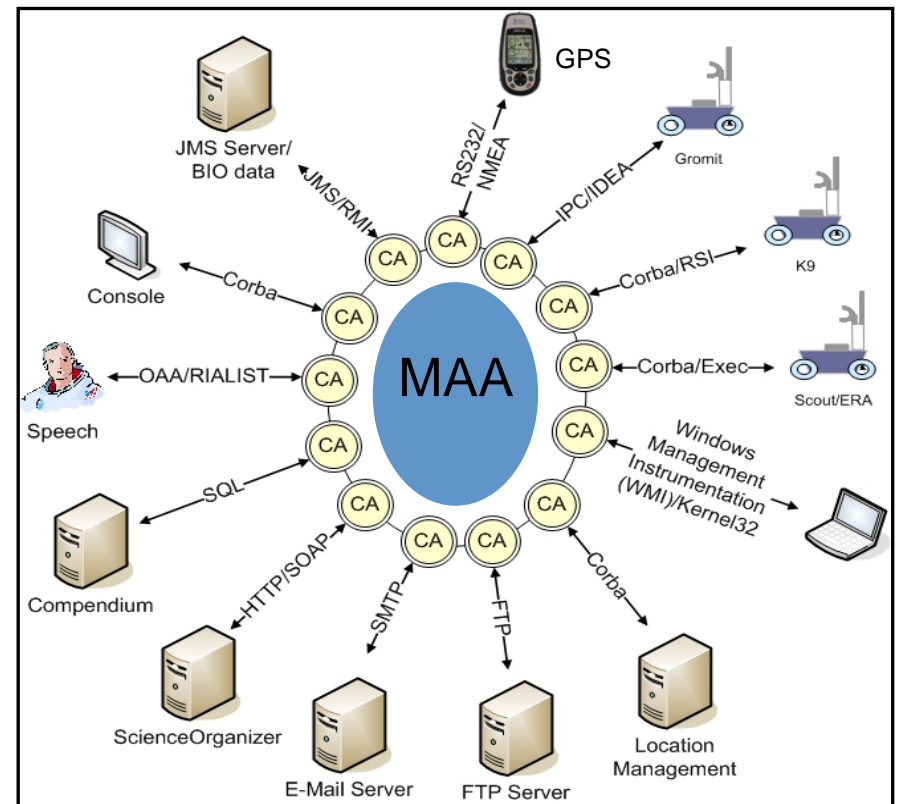 GPS
JMS Server/
BIO data
RS232/
NMEA
Gromit
JMS/RMI
IPC/IDEA
K9
Console
Corba
Corba/RSI
CA
CA
CA
CA
CA
MAA
Speech
OAA/RIALIST
CA
CA
Corba/Exec
Scout/ERA
CA
CA
Windows
Management
Instrumentation
(WMI)/Kernel32
SQL
Compendium
CA
CA
CA
CA
HTTP/SOAP
SMTP
FTP
Corba
ScienceOrganizer
E-Mail Server
FTP Server
Location
Management